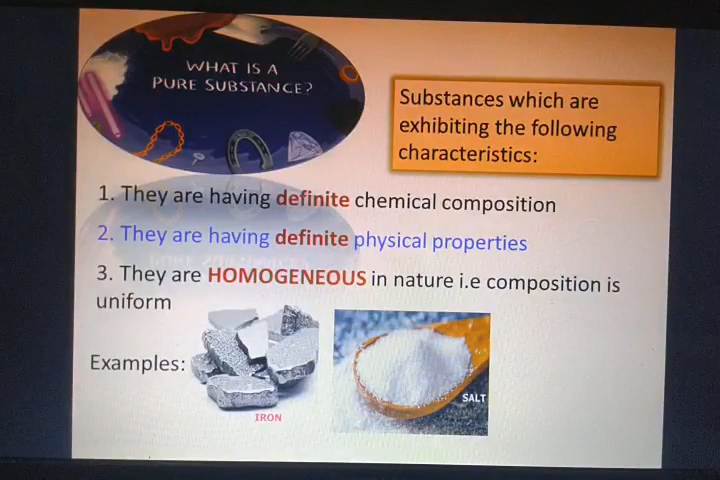 WHAT IS A
PURE SUBSTANCE?
Substances which are
exhibiting the following
characteristics:
1. They are having definite chemical composition
2. They are having definite physical properties
3. They are HOMOGENEOUS in nature i.e composition is
uniform
Examples:
IRON
SALT